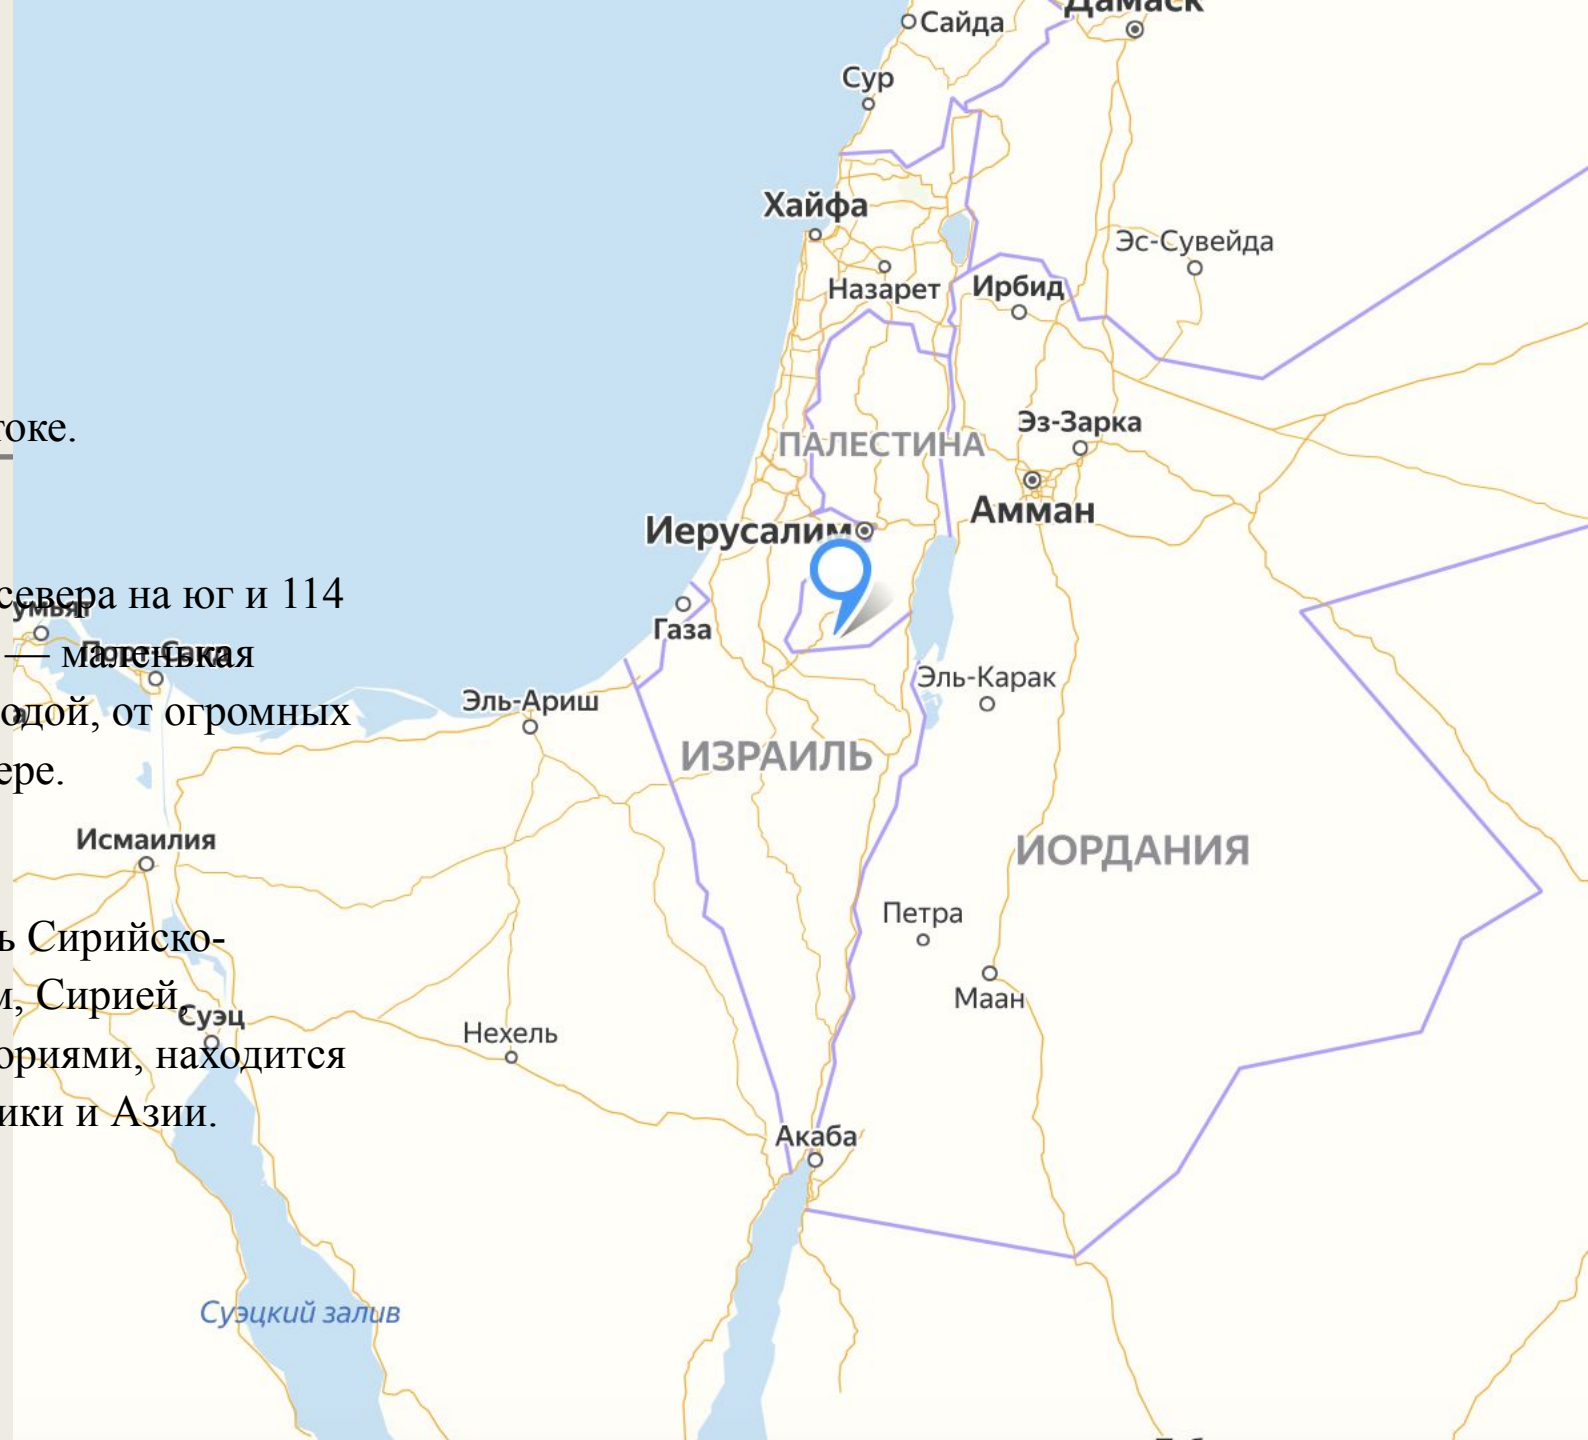 Дамаск
Сайда
Сур
Хайфа
Эс-Сувейда
Назарет
Ирбид
Эз-Зарка
токе.
ПАЛЕСТИНА
Амман
Иерусалим
севера на юг и 114
Газа
— маленькая
Эль-Карак
Эль-Ариш
одой, от огромных
ИЗРАИЛЬ
ере.
Исмаилия
ИОРДАНИЯ
Петра
ь Сирийско-
м, Сирией,
Маан
Суэц
Нехель
ориями, находится
ики и Азии.
Акаба
Суэцкий залив